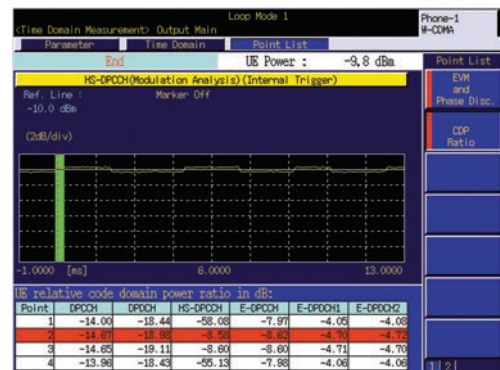 Loop Mode 1
<Time Domain Measurement> Output Main
Phone-1
W-CDMA
Parameter Time Domain Point List
End UE Power : -9.8 dBm
Point List
HS-DPCCH(Modulation Analysis)(Internal Trigger)
Ref. Line : Marker Off
-10.0 dBm
(2dB/div)
EVM
and
Phase Disc.
CDP
Ratio
-1.0000 [ms] 6.0000 13.0000
UE relative code domain power ratio in dB:
Point DPCCH DPDCH HS-DPCCH E-DPCCH E-DPDCH1 E-DPDCH2
1 -14.00 -18.44 -58.08 -7.97 -4.05 -4.08
2 -14.67 -18.98 -8.58 -8.62 -4.70 -4.72
3 -14.65 -19.11 -8.60 -8.60 -4.71 -4.70
4 -13.96 -18.43 -55.13 -7.98 -4.06 -4.06
1 2